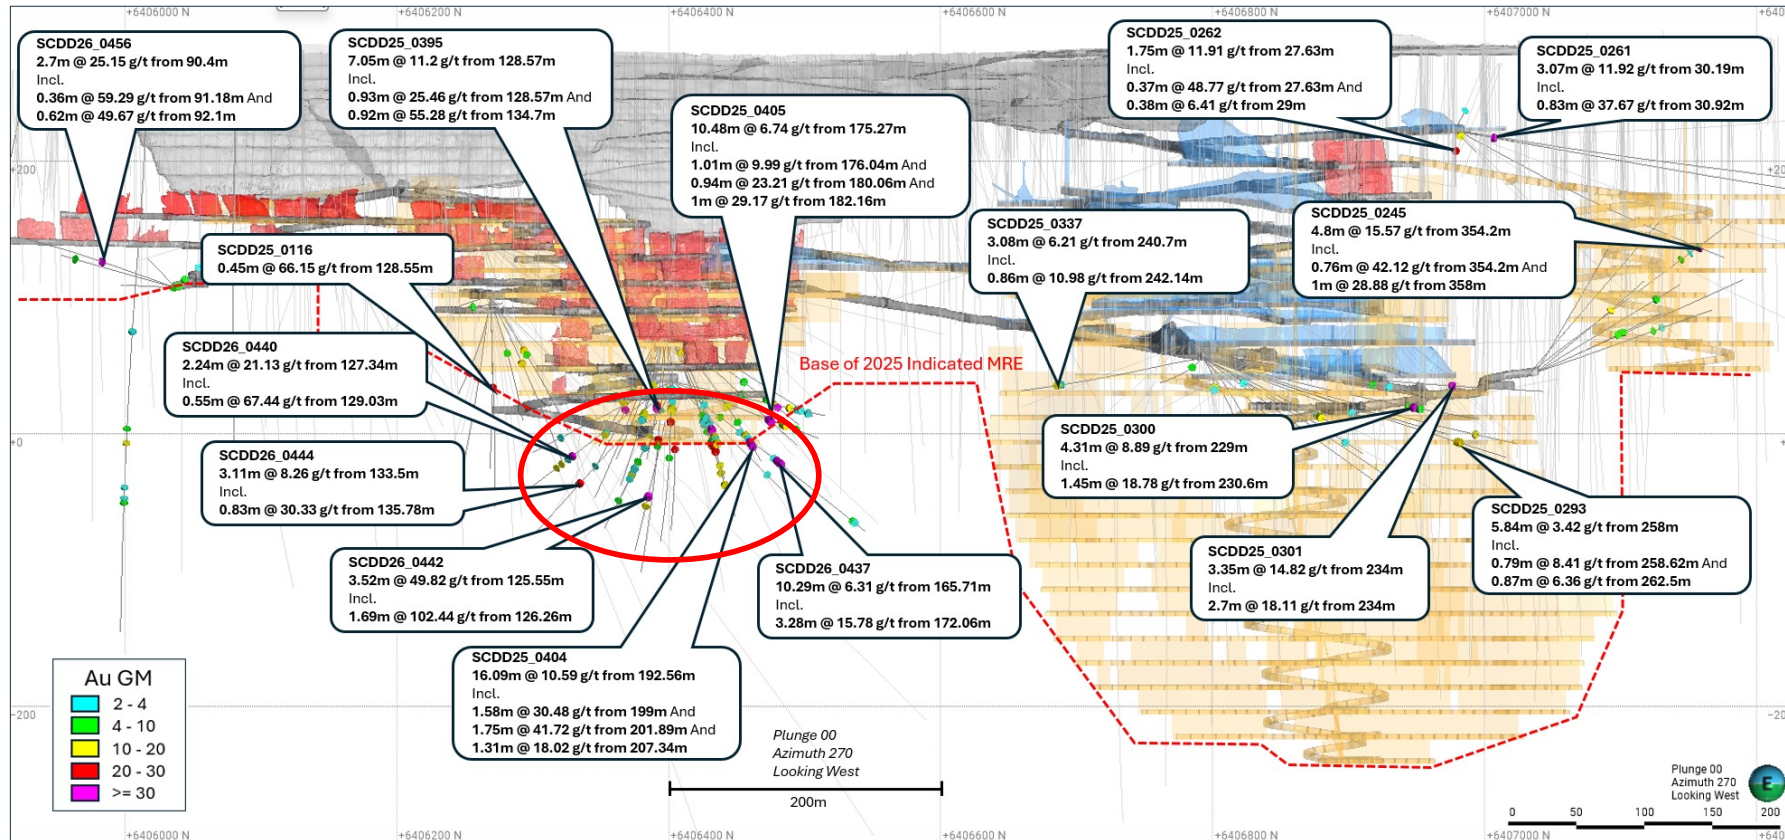 +6406000 N
+6406200 N
+6406400 N
+6406600 N
+6406800 N
+6407000 N
SCDD26_0456
2.7m @ 25.15 g/t from 90.4m
Incl.
0.36m @ 59.29 g/t from 91.18m And
0.62m @ 49.67 g/t from 92.1m
SCDD25_0395
7.05m @ 11.2 g/t from 128.57m
Incl.
0.93m @ 25.46 g/t from 128.57m And
0.92m @ 55.28 g/t from 134.7m
SCDD25_0405
10.48m @ 6.74 g/t from 175.27m
Incl.
1.01m @ 9.99 g/t from 176.04m And
0.94m @ 23.21 g/t from 180.06m And
1m @ 29.17 g/t from 182.16m
SCDD25_0262
1.75m @ 11.91 g/t from 27.63m
Incl.
0.37m @ 48.77 g/t from 27.63m And
0.38m @ 6.41 g/t from 29m
SCDD25_0261
3.07m @ 11.92 g/t from 30.19m
Incl.
0.83m @ 37.67 g/t from 30.92m
+200
SCDD25_0116
0.45m @ 66.15 g/t from 128.55m
SCDD25_0337
3.08m @ 6.21 g/t from 240.7m
Incl.
0.86m @ 10.98 g/t from 242.14m
SCDD25_0245
4.8m @ 15.57 g/t from 354.2m
Incl.
0.76m @ 42.12 g/t from 354.2m And
1m @ 28.88 g/t from 358m
SCDD26_0440
2.24m @ 21.13 g/t from 127.34m
Incl.
0.55m @ 67.44 g/t from 129.03m
Base of 2025 Indicated MRE
+0
+0
SCDD26_0444
3.11m @ 8.26 g/t from 133.5m
Incl.
0.83m @ 30.33 g/t from 135.78m
SCDD25_0300
4.31m @ 8.89 g/t from 229m
Incl.
1.45m @ 18.78 g/t from 230.6m
SCDD25_0293
5.84m @ 3.42 g/t from 258m
Incl.
0.79m @ 8.41 g/t from 258.62m And
0.87m @ 6.36 g/t from 262.5m
SCDD26_0442
3.52m @ 49.82 g/t from 125.55m
Incl.
1.69m @ 102.44 g/t from 126.26m
SCDD26_0437
10.29m @ 6.31 g/t from 165.71m
Incl.
3.28m @ 15.78 g/t from 172.06m
SCDD25_0301
3.35m @ 14.82 g/t from 234m
Incl.
2.7m @ 18.11 g/t from 234m
SCDD25_0404
16.09m @ 10.59 g/t from 192.56m
Incl.
1.58m @ 30.48 g/t from 199m And
1.75m @ 41.72 g/t from 201.89m And
1.31m @ 18.02 g/t from 207.34m
Au GM
2 - 4
4 - 10
10 - 20
20 - 30
>= 30
-200
Plunge 00
Azimuth 270
Looking West
200m
Plunge 00
Azimuth 270
Looking West
E
0 50 100 150 200
+6406000 N
+6406200 N
+6406400 N
+6406600 N
+6406800 N
+6407000 N